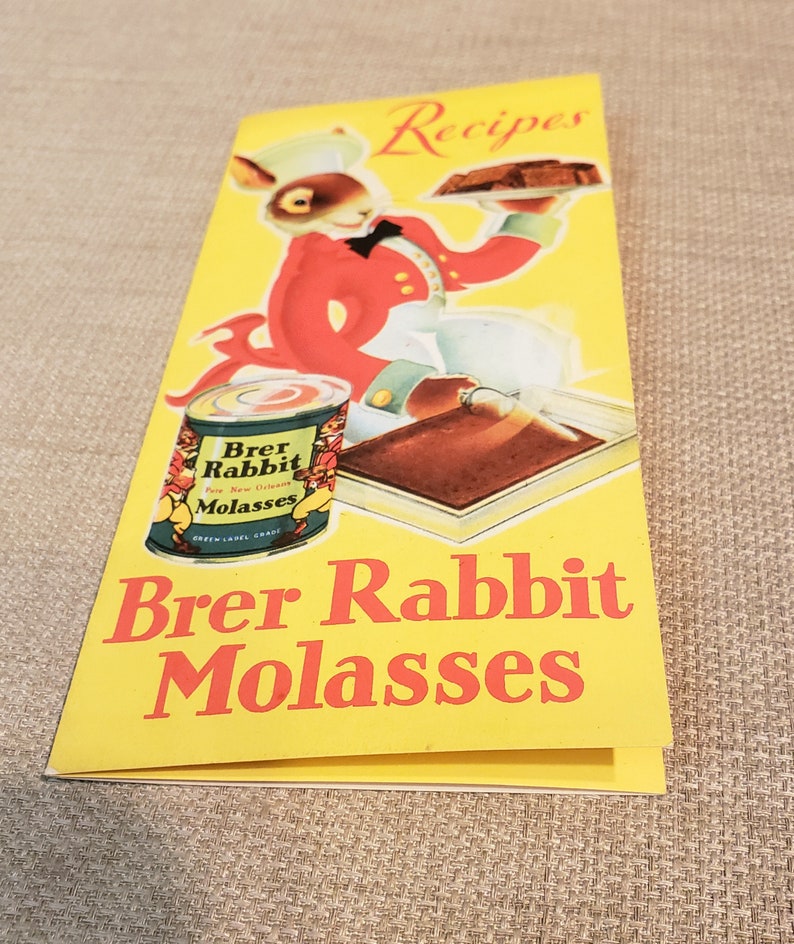 Recipes
Brer
Rabbit
Pure New Orleans
Molasses
GREEN LABEL GRADE
Brer Rabbit
Molasses